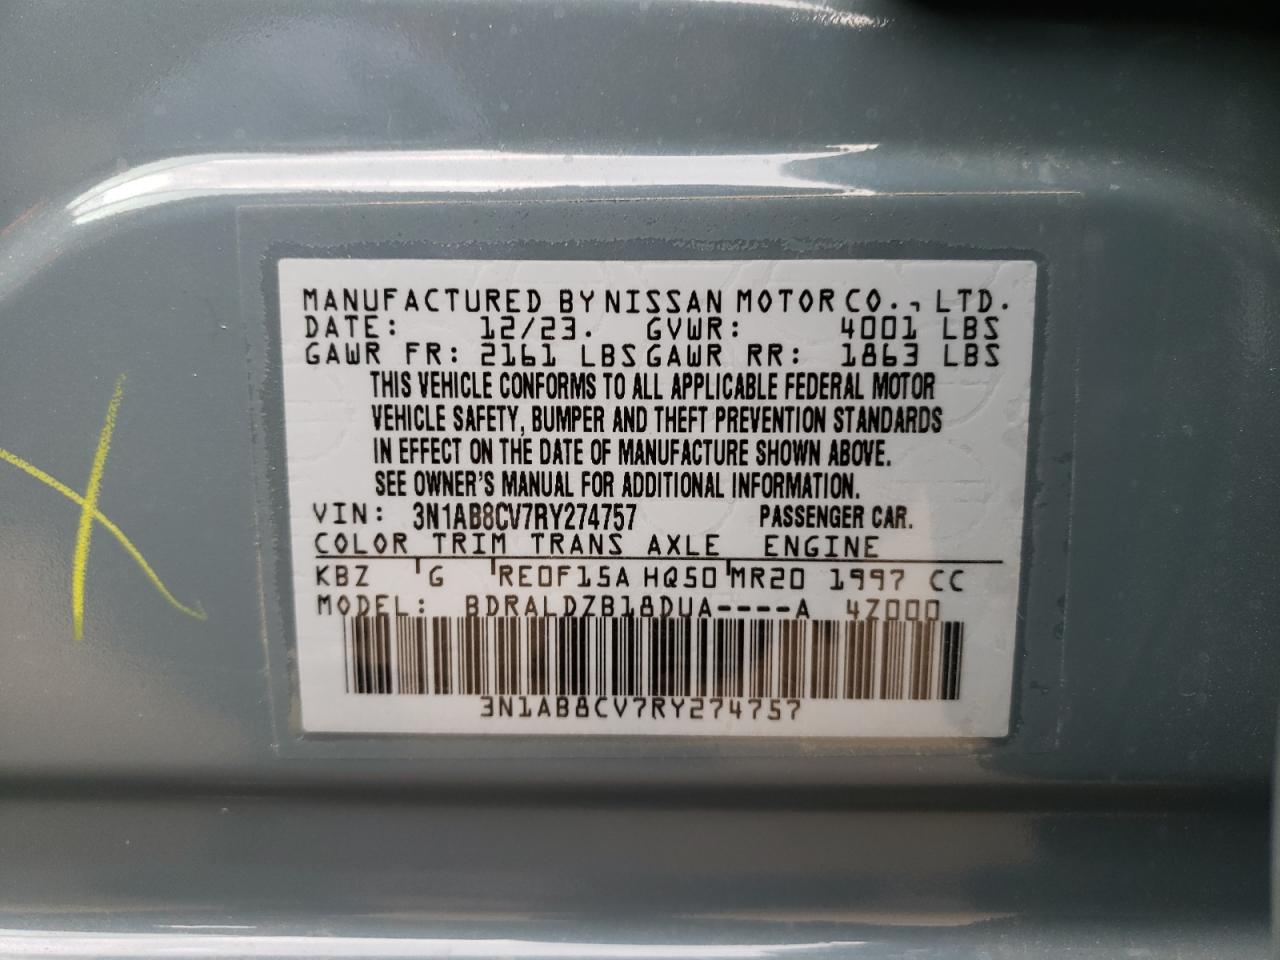 MANUFACTURED BY NISSAN MOTOR CO., LTD.
DATE: 12/23. GVWR: 4001 LBS
GAWR FR: 2161 LBS GAWR RR: 1863 LBS
THIS VEHICLE CONFORMS TO ALL APPLICABLE FEDERAL MOTOR
VEHICLE SAFETY, BUMPER AND THEFT PREVENTION STANDARDS
IN EFFECT ON THE DATE OF MANUFACTURE SHOWN ABOVE.
SEE OWNER'S MANUAL FOR ADDITIONAL INFORMATION.
VIN: 3N1AB8CV7RY274757 PASSENGER CAR.
COLOR TRIM TRANS AXLE ENGINE
KBZ G RE0F15A HQ50 MR20 1997 CC
MODEL: BDRALDZB18DUA----A 4Z000
3N1AB8CV7RY274757